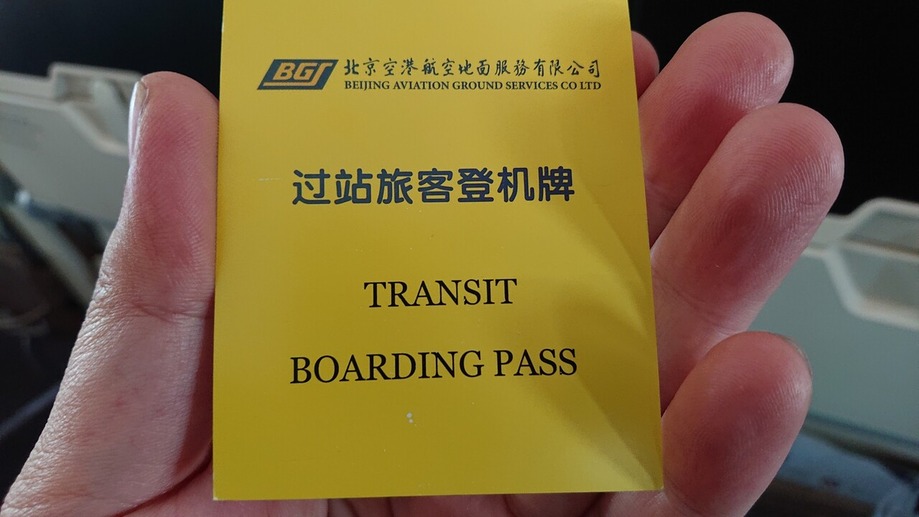 BGS 北京空港航空地面服務有限公司
BEIJING AVIATION GROUND SERVICES CO LTD
过站旅客登机牌
TRANSIT
BOARDING PASS